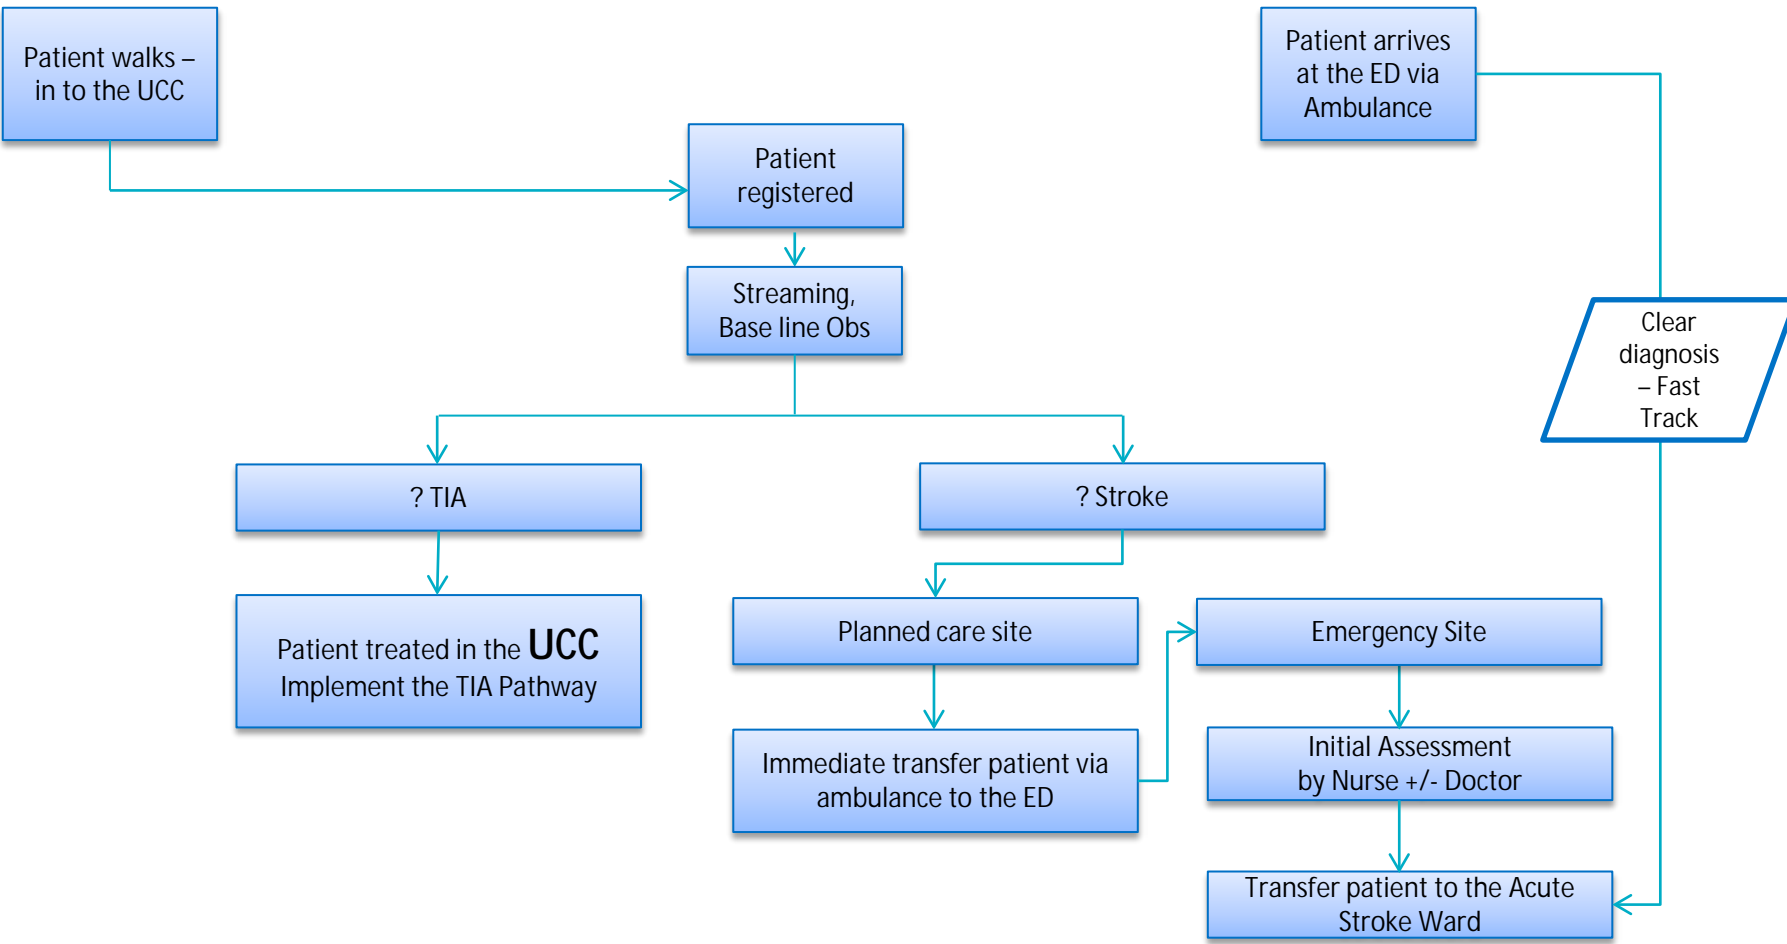 Patient walks –
in to the UCC
Patient arrives
at the ED via
Ambulance
Patient
registered
Streaming,
Base line Obs
Clear
diagnosis
– Fast
Track
? TIA
? Stroke
Patient treated in the UCC
Implement the TIA Pathway
Planned care site
Emergency Site
Immediate transfer patient via
ambulance to the ED
Initial Assessment
by Nurse +/- Doctor
Transfer patient to the Acute
Stroke Ward